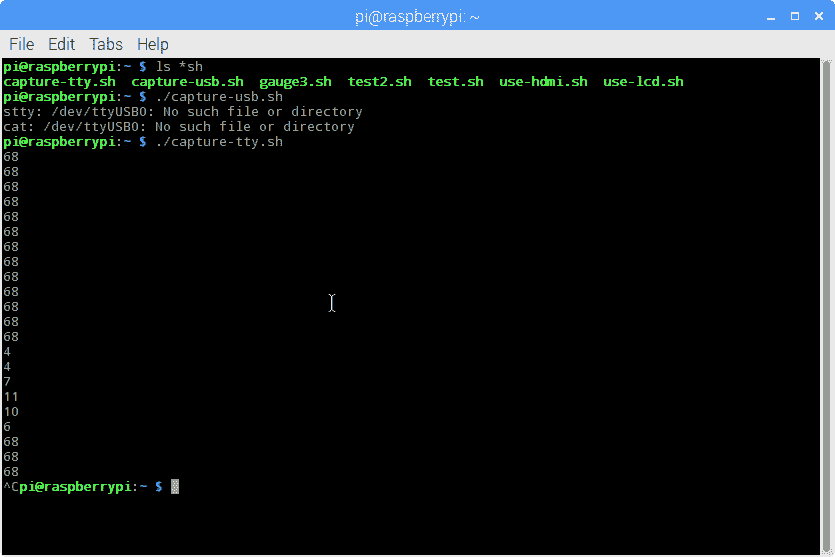 pi@raspberrypi: ~
File Edit Tabs Help
pi@raspberrypi:~ $ ls *sh
capture-tty.sh capture-usb.sh gauge3.sh test2.sh test.sh use-hdmi.sh use-lcd.sh
pi@raspberrypi:~ $ ./capture-usb.sh
stty: /dev/ttyUSB0: No such file or directory
cat: /dev/ttyUSB0: No such file or directory
pi@raspberrypi:~ $ ./capture-tty.sh
68
68
68
68
68
68
68
68
68
68
68
68
68
4
4
7
11
10
6
68
68
68
^Cpi@raspberrypi:~ $